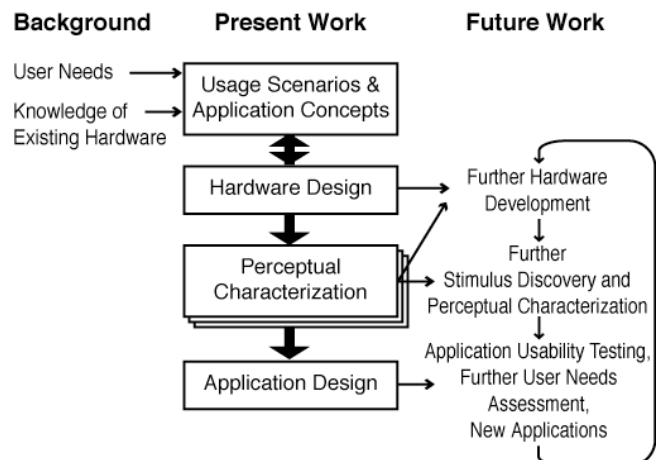 Background
Present Work
Future Work
User Needs
Knowledge of
Existing Hardware
Usage Scenarios &
Application Concepts
Hardware Design
Perceptual
Characterization
Application Design
Further Hardware
Development
Further
Stimulus Discovery and
Perceptual Characterization
Application Usability Testing,
Further User Needs
Assessment,
New Applications